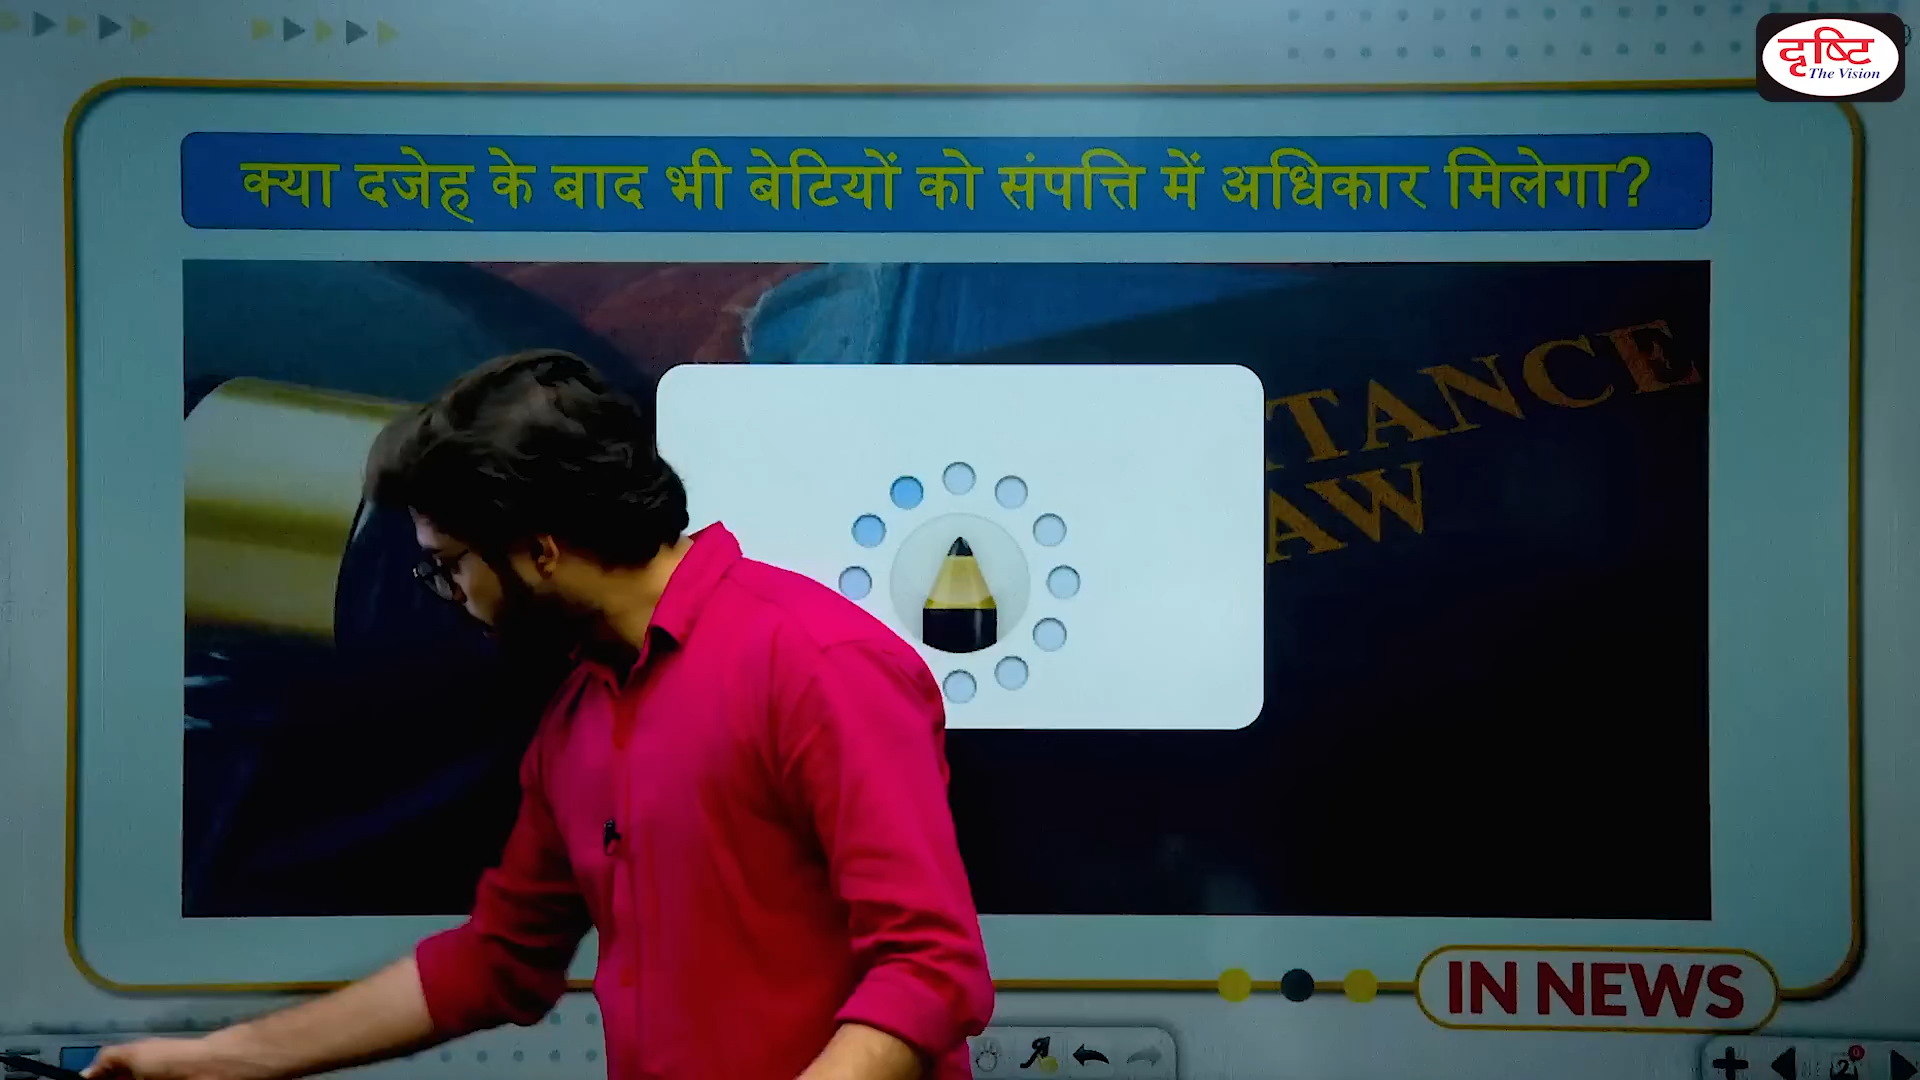 दृष्टि
The Vision
क्या दजेह के बाद भी बेटियों को संपत्ति में अधिकार मिलेगा?
TANCE
AW
IN NEWS